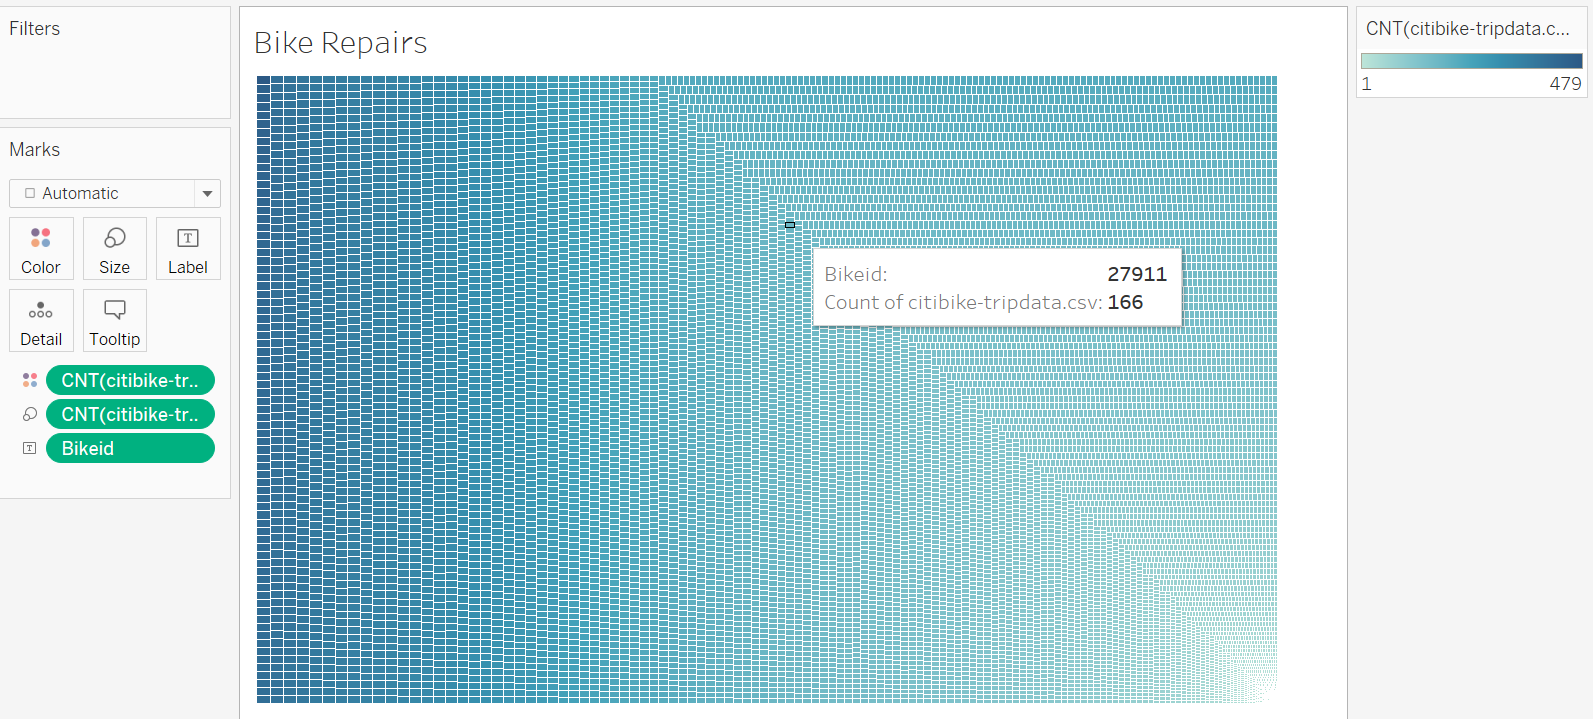 Filters
Marks
Automatic
Color
Size
T
Label
Detail
Tooltip
CNT(citibike-tr..
CNT(citibike-tr..
T
Bikeid
Bike Repairs
Bikeid: 27911
Count of citibike-tripdata.csv: 166
CNT(citibike-tripdata.c...
1 479